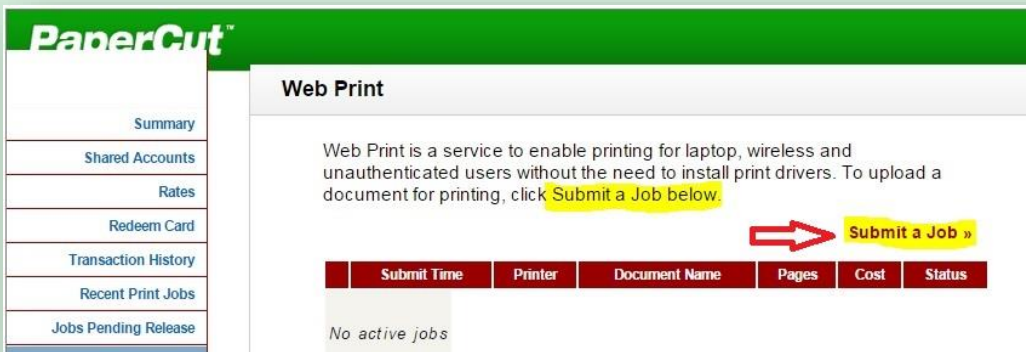 PaperCut™
Web Print
Summary
Shared Accounts
Rates
Redeem Card
Transaction History
Recent Print Jobs
Jobs Pending Release
Web Print is a service to enable printing for laptop, wireless and
unauthenticated users without the need to install print drivers. To upload a
document for printing, click Submit a Job below.
Submit a Job »
Submit Time Printer Document Name Pages Cost Status
No active jobs